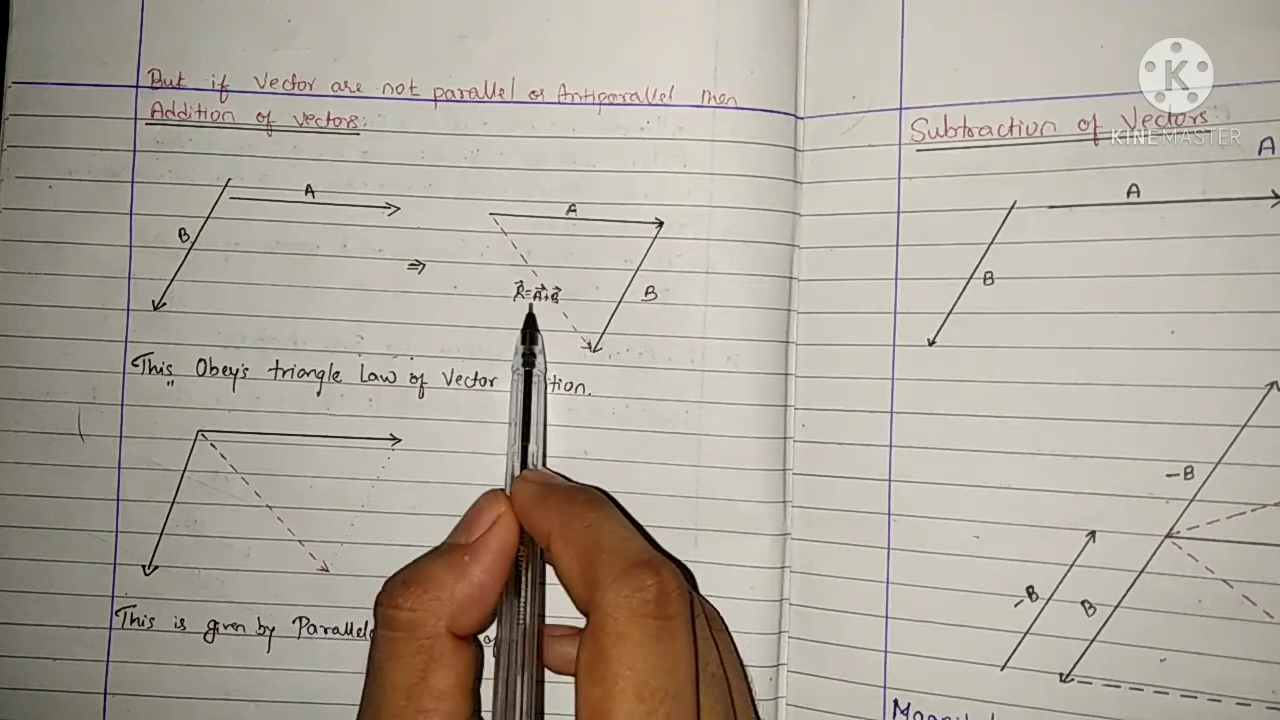 But if Vector are not parallel or Antiparallel then
Addition of vectors:
A
B
⇒
A
R⃗=A⃗+B⃗
B
This Obey's triangle Law of Vector
This is given by
Subtraction of Vectors:
A
A
B
-B
-B
B
K
KINEMASTER